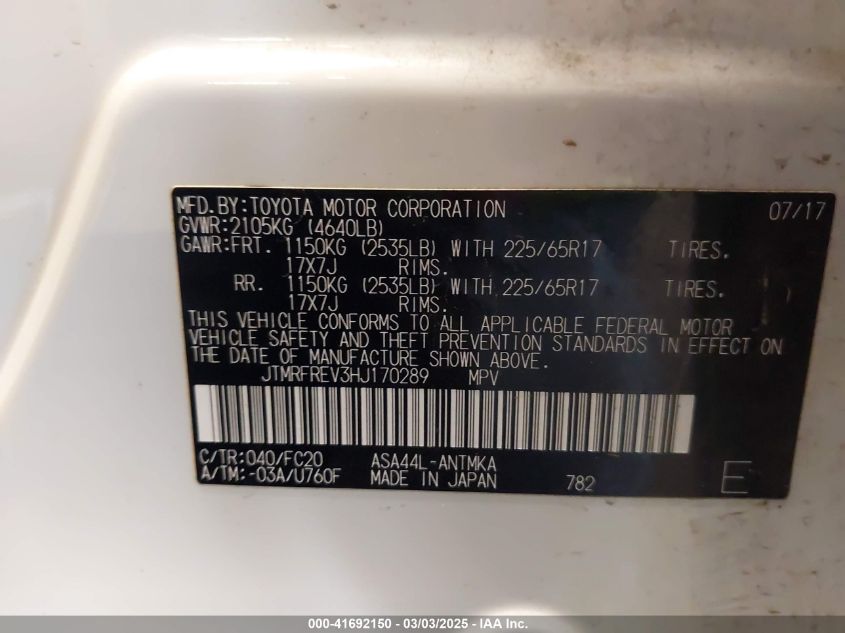 MFD.BY:TOYOTA MOTOR CORPORATION 07/17
GVWR:2105KG (4640LB)
GAWR:FRT. 1150KG (2535LB) WITH 225/65R17 TIRES.
17X7J RIMS.
RR. 1150KG (2535LB) WITH 225/65R17 TIRES.
17X7J RIMS.
THIS VEHICLE CONFORMS TO ALL APPLICABLE FEDERAL MOTOR
VEHICLE SAFETY AND THEFT PREVENTION STANDARDS IN EFFECT ON
THE DATE OF MANUFACTURE SHOWN ABOVE.
JTMRFREV3HJ170289 MPV
C/TR:040/FC20 ASA44L-ANTMKA
A/TM:-03A/U760F MADE IN JAPAN 782 E
000-41692150 - 03/03/2025 - IAA Inc.